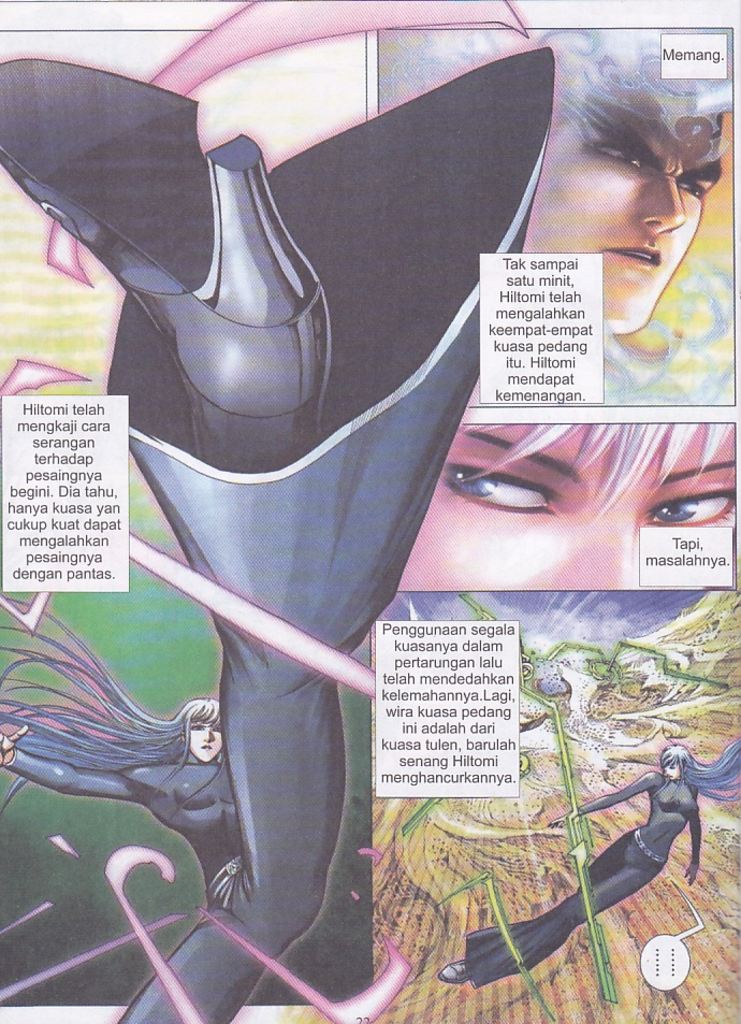 Memang.
Tak sampai
satu minit,
Hiltomi telah
mengalahkan
keempat-empat
kuasa pedang
itu. Hiltomi
mendapat
kemenangan.
Hiltomi telah
mengkaji cara
serangan
terhadap
pesaingnya
begini. Dia tahu,
hanya kuasa yan
cukup kuat dapat
mengalahkan
pesaingnya
dengan pantas.
Tapi,
masalahnya.
Penggunaan segala
kuasanya dalam
pertarungan lalu
telah mendedahkan
kelemahannya.Lagi,
wira kuasa pedang
ini adalah dari
kuasa tulen, barulah
senang Hiltomi
menghancurkannya.
22